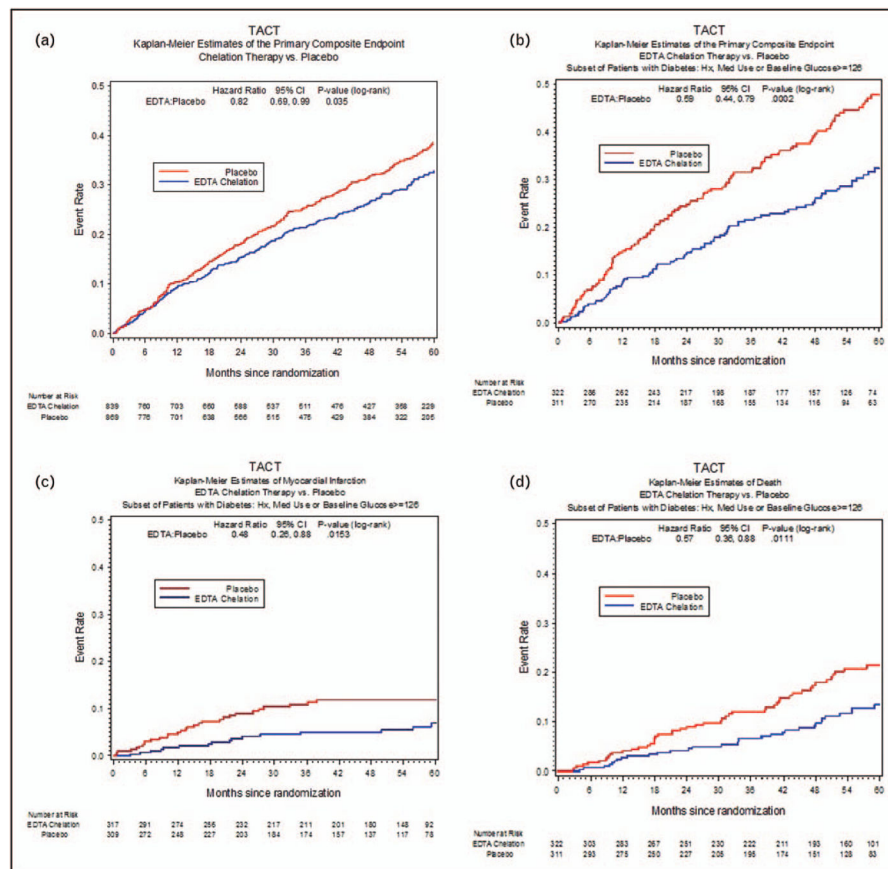 (a)
TACT
Kaplan-Meier Estimates of the Primary Composite Endpoint
Chelation Therapy vs. Placebo
Hazard Ratio 95% CI P-value (log-rank)
EDTA:Placebo 0.82 0.69, 0.99 0.035
Event Rate
0.5
0.4
0.3
0.2
0.1
0.0
Placebo
EDTA Chelation
0 6 12 18 24 30 36 42 48 54 60
Months since randomization
Number at Risk
EDTA Chelation 839 760 703 660 588 537 511 476 427 358 229
Placebo 869 776 701 638 566 515 475 429 384 322 205
(b)
TACT
Kaplan-Meier Estimates of the Primary Composite Endpoint
EDTA Chelation Therapy vs. Placebo
Subset of Patients with Diabetes: Hx, Med Use or Baseline Glucose>=126
Hazard Ratio 95% CI P-value (log-rank)
EDTA:Placebo 0.59 0.44, 0.79 .0002
Event Rate
0.5
0.4
0.3
0.2
0.1
0.0
Placebo
EDTA Chelation
0 6 12 18 24 30 36 42 48 54 60
Months since randomization
Number at Risk
EDTA Chelation 322 286 262 243 217 195 187 177 157 126 74
Placebo 311 270 235 214 187 165 155 134 116 94 63
(c)
TACT
Kaplan-Meier Estimates of Myocardial Infarction
EDTA Chelation Therapy vs. Placebo
Subset of Patients with Diabetes: Hx, Med Use or Baseline Glucose>=126
Hazard Ratio 95% CI P-value (log-rank)
EDTA:Placebo 0.48 0.26, 0.88 .0153
Event Rate
0.5
0.4
0.3
0.2
0.1
0.0
Placebo
EDTA Chelation
0 6 12 18 24 30 36 42 48 54 60
Months since randomization
Number at Risk
EDTA Chelation 317 291 274 256 232 217 211 201 180 148 92
Placebo 309 272 248 227 203 184 174 157 137 117 78
(d)
TACT
Kaplan-Meier Estimates of Death
EDTA Chelation Therapy vs. Placebo
Subset of Patients with Diabetes: Hx, Med Use or Baseline Glucose>=126
Hazard Ratio 95% CI P-value (log-rank)
EDTA:Placebo 0.57 0.36, 0.88 .0111
Event Rate
0.5
0.4
0.3
0.2
0.1
0.0
Placebo
EDTA Chelation
0 6 12 18 24 30 36 42 48 54 60
Months since randomization
Number at Risk
EDTA Chelation 322 303 283 267 251 230 222 211 193 160 101
Placebo 311 293 275 250 227 205 195 174 151 128 83